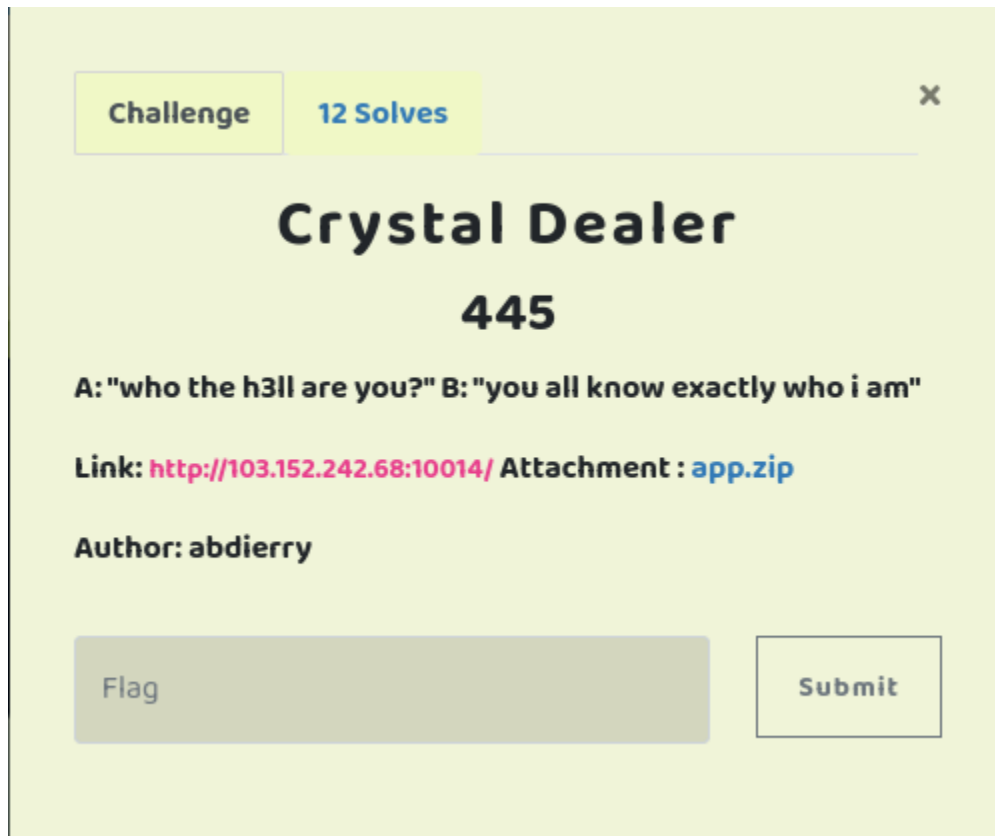 Challenge
12 Solves
×
Crystal Dealer
445
A: "who the h3ll are you?" B: "you all know exactly who i am"
Link: http://103.152.242.68:10014/ Attachment : app.zip
Author: abdierry
Flag
Submit